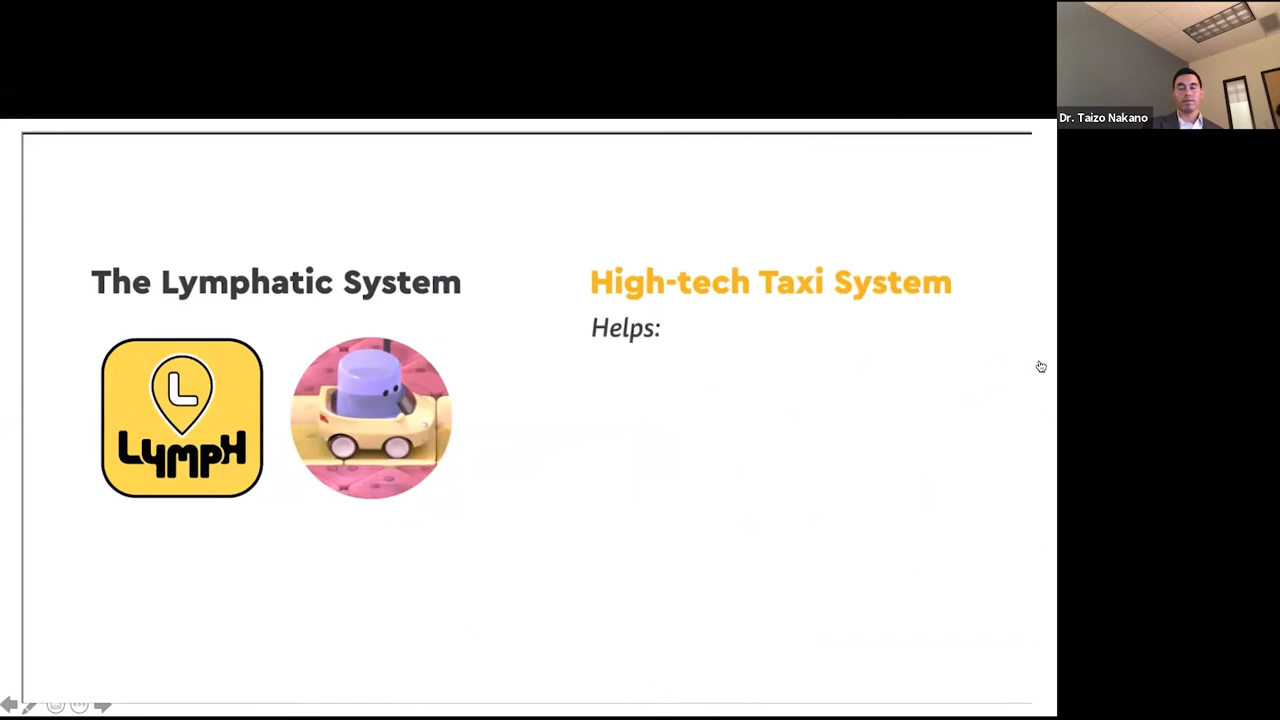 Dr. Taizo Nakano
The Lymphatic System
High-tech Taxi System
Helps:
L
LYMPH